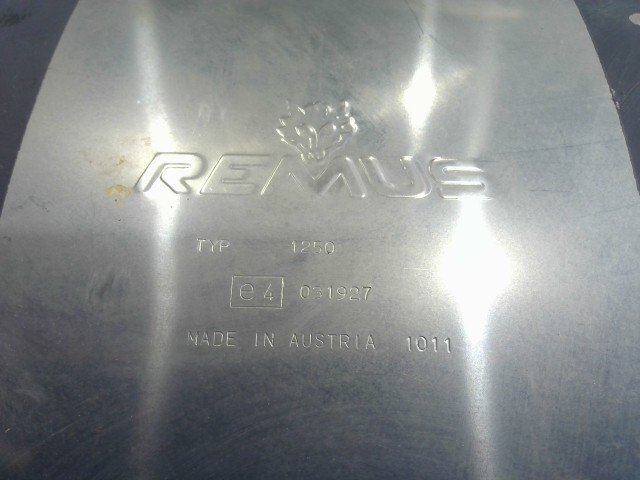 REMUS
TYP 1250
e4 031927
MADE IN AUSTRIA 1011